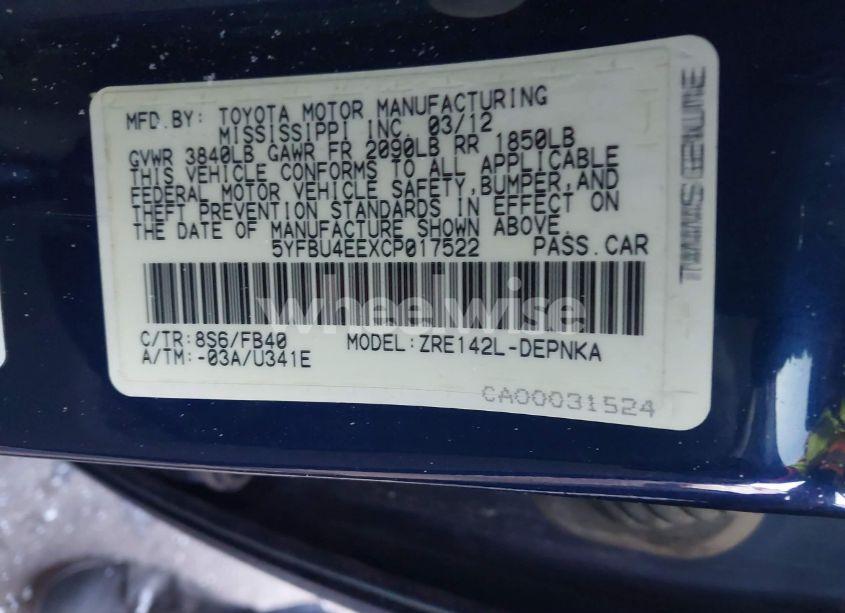 MFD.BY: TOYOTA MOTOR MANUFACTURING
MISSISSIPPI INC. 03/12
GVWR 3840LB GAWR FR 2090LB RR 1850LB
THIS VEHICLE CONFORMS TO ALL APPLICABLE
FEDERAL MOTOR VEHICLE SAFETY,BUMPER,AND
THEFT PREVENTION STANDARDS IN EFFECT ON
THE DATE OF MANUFACTURE SHOWN ABOVE.
5YFBU4EEXCP017522 PASS.CAR
wheelwise
C/TR:8S6/FB40 MODEL:ZRE142L-DEPNKA
A/TM:-03A/U341E
CA00031524